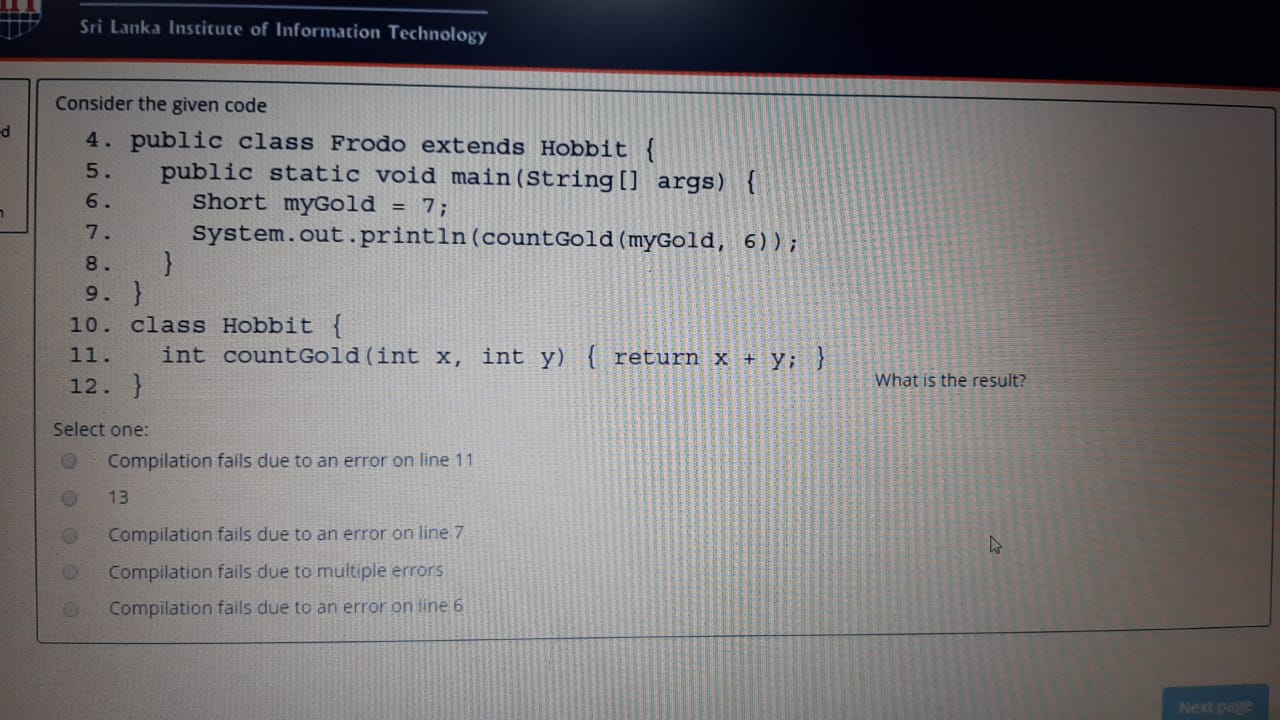 Sri Lanka Institute of Information Technology
Consider the given code
4. public class Frodo extends Hobbit {
5. public static void main(String[] args) {
6. Short myGold = 7;
7. System.out.println(countGold(myGold, 6));
8. }
9. }
10. class Hobbit {
11. int countGold(int x, int y) { return x + y; }
12. }
What is the result?
Select one:
Compilation fails due to an error on line 11
13
Compilation fails due to an error on line 7
Compilation fails due to multiple errors
Compilation fails due to an error on line 6
Next page